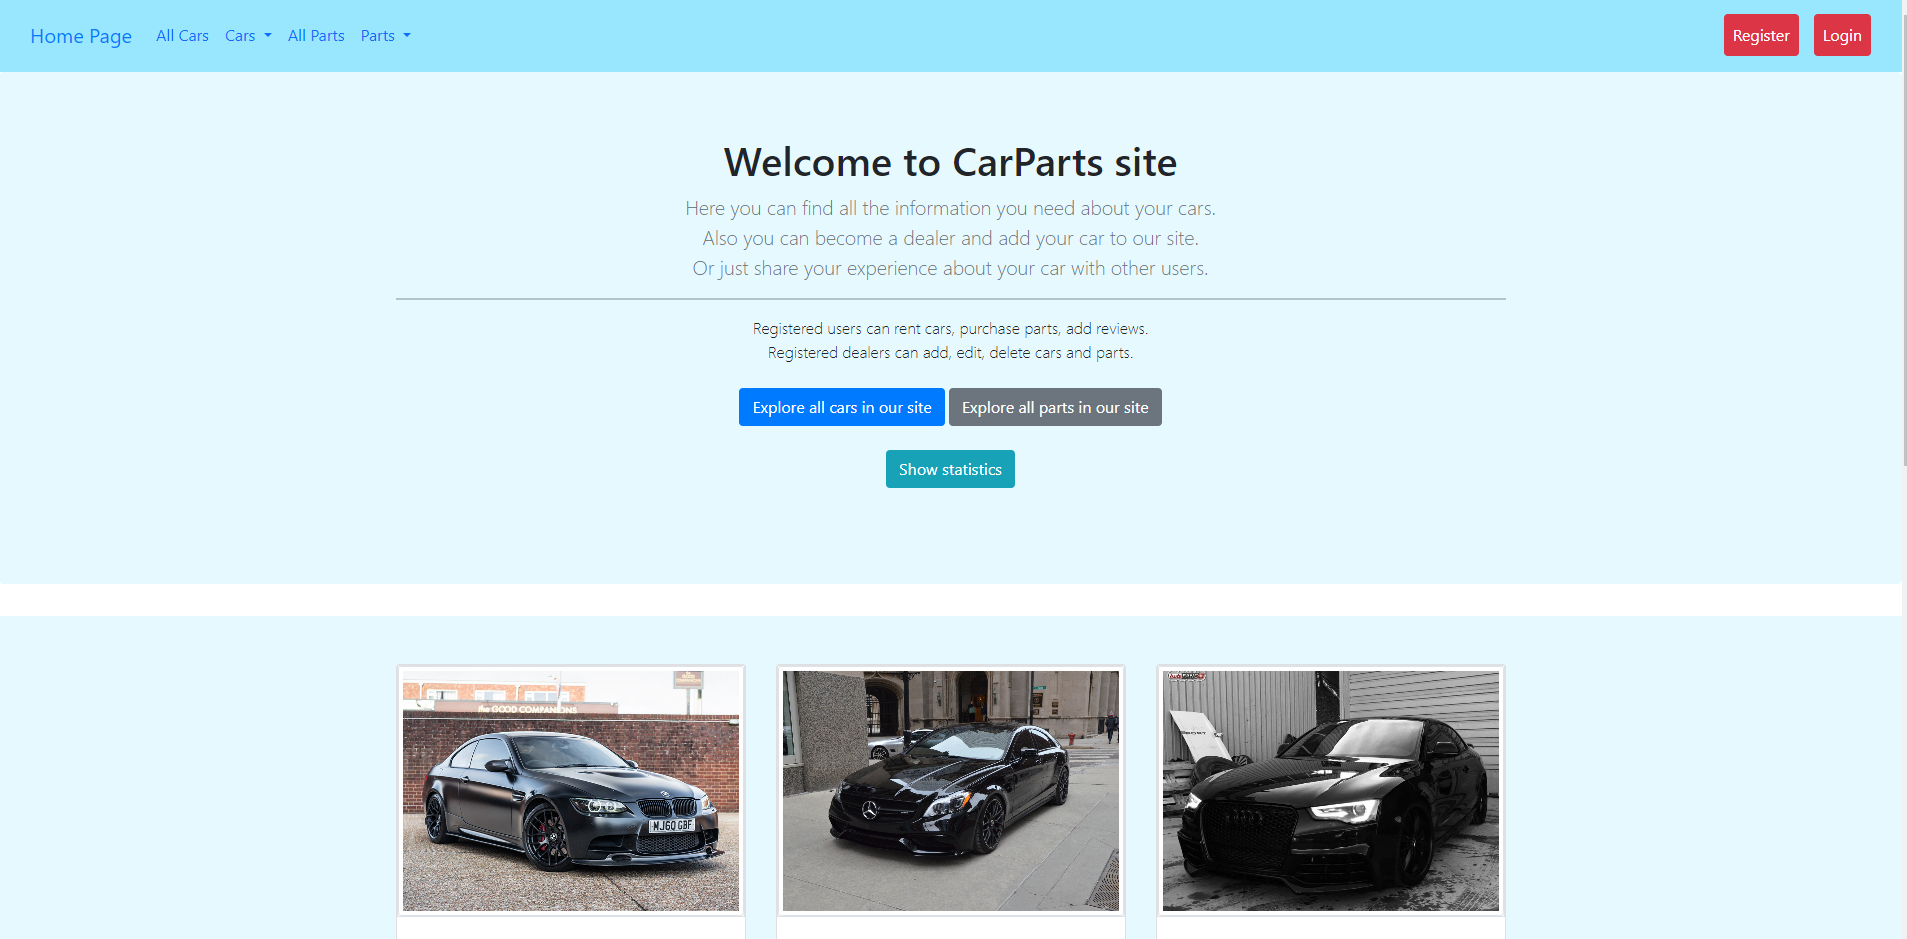 Home Page All Cars Cars All Parts Parts Register Login
Welcome to CarParts site
Here you can find all the information you need about your cars.
Also you can become a dealer and add your car to our site.
Or just share your experience about your car with other users.
Registered users can rent cars, purchase parts, add reviews.
Registered dealers can add, edit, delete cars and parts.
Explore all cars in our site Explore all parts in our site
Show statistics
the GOOD COMPANIONS
MJ60 GBF